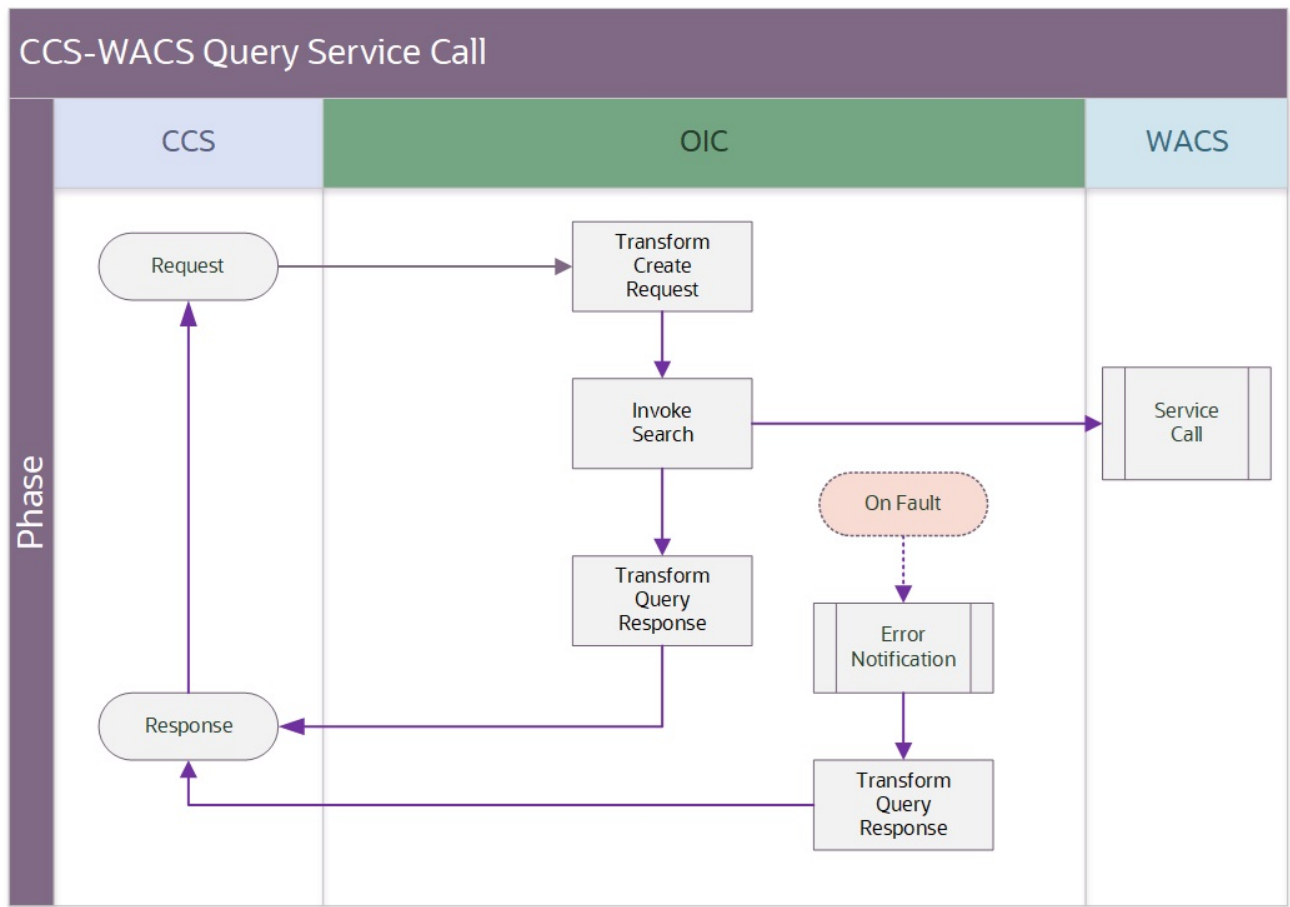 CCS-WACS Query Service Call
Phase
CCS
OIC
WACS
Request
Transform
Create
Request
Invoke
Search
Service
Call
On Fault
Transform
Query
Response
Error
Notification
Response
Transform
Query
Response